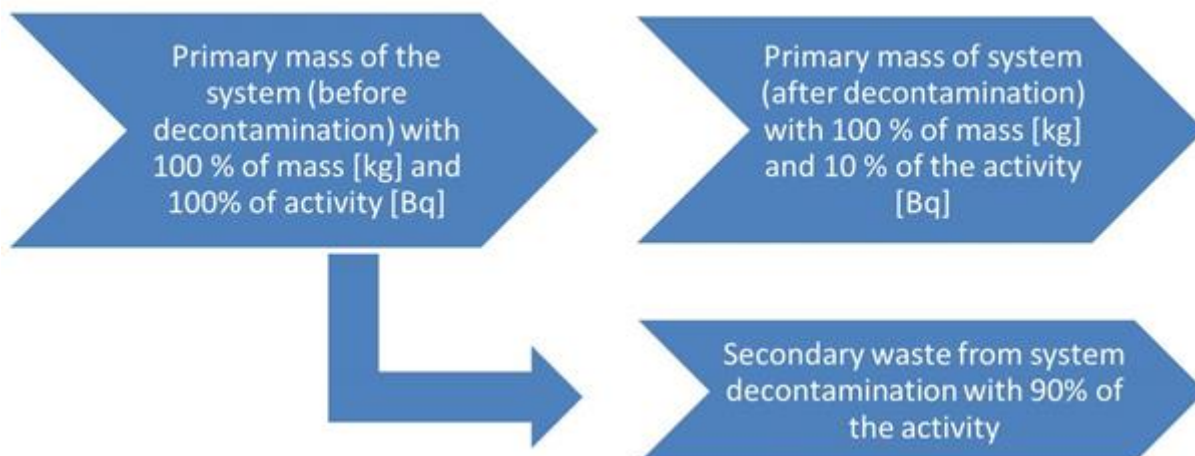 Primary mass of the
system (before
decontamination) with
100 % of mass [kg] and
100% of activity [Bq]
Primary mass of system
(after decontamination)
with 100 % of mass [kg]
and 10 % of the activity
[Bq]
Secondary waste from system
decontamination with 90% of
the activity